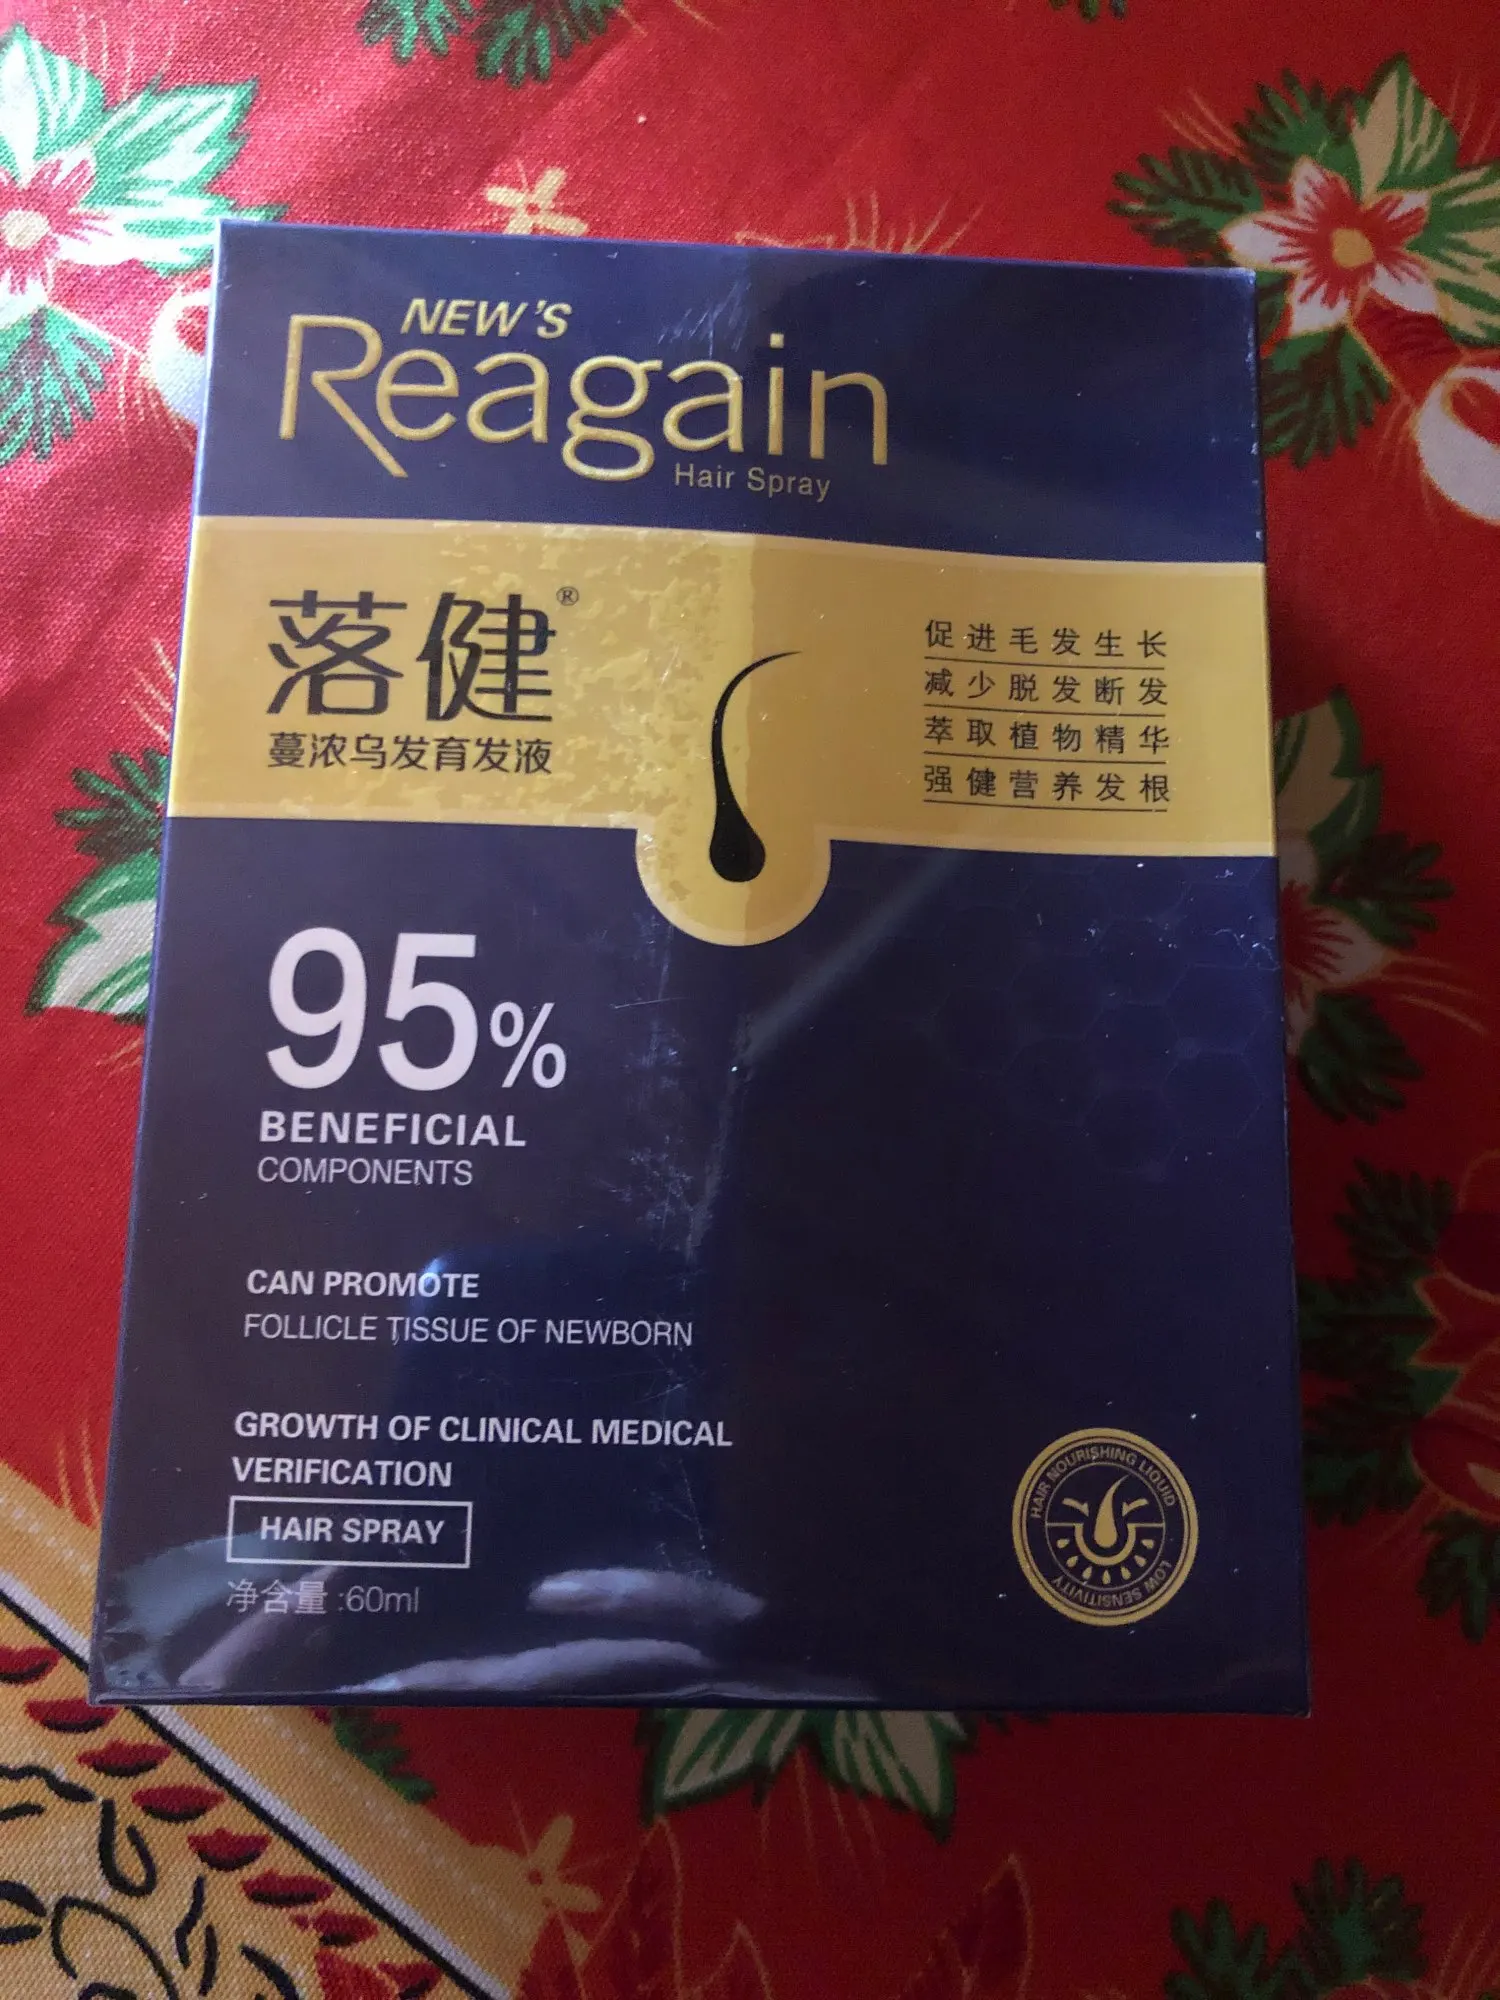 NEW'S
Reagain
Hair Spray
落健®
蔓浓乌发育发液
促进毛发生长
减少脱发断发
萃取植物精华
强健营养发根
95%
BENEFICIAL
COMPONENTS
CAN PROMOTE
FOLLICLE TISSUE OF NEWBORN
GROWTH OF CLINICAL MEDICAL
VERIFICATION
HAIR SPRAY
净含量:60ml
HAIR NOURISHING LIQUID
LOW SENSITIVITY